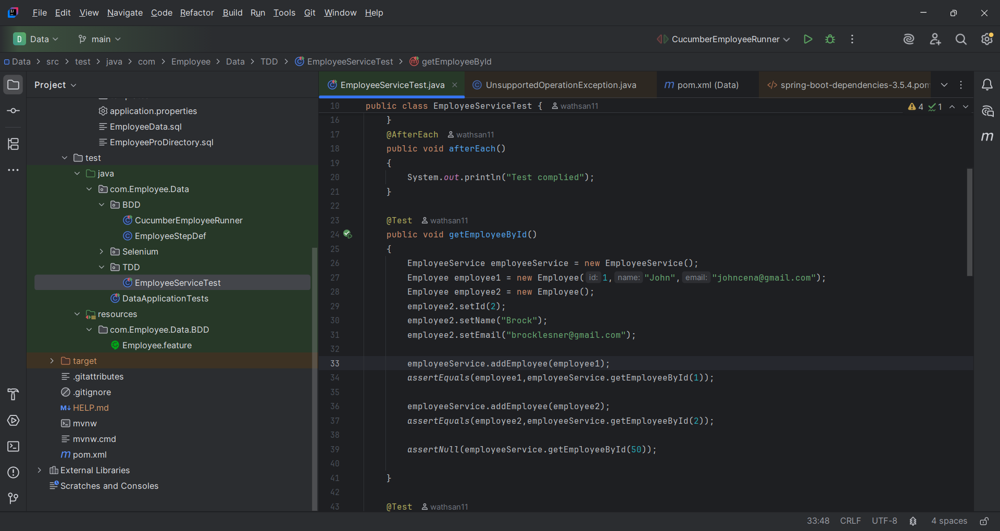 File Edit View Navigate Code Refactor Build Run Tools Git Window Help
D Data main CucumberEmployeeRunner
Data > src > test > java > com > Employee > Data > TDD > EmployeeServiceTest > getEmployeeById
Project
application.properties
EmployeeData.sql
EmployeeProDirectory.sql
test
java
com.Employee.Data
BDD
CucumberEmployeeRunner
EmployeeStepDef
Selenium
TDD
EmployeeServiceTest
DataApplicationTests
resources
com.Employee.Data.BDD
Employee.feature
target
.gitattributes
.gitignore
M↓ HELP.md
mvnw
mvnw.cmd
m pom.xml
External Libraries
Scratches and Consoles
EmployeeServiceTest.java UnsupportedOperationException.java m pom.xml (Data) </> spring-boot-dependencies-3.5.4.pom
10 public class EmployeeServiceTest { wathsan11 4 1
16 }
17 @AfterEach wathsan11
18 public void afterEach()
19 {
20 System.out.println("Test complied");
21 }
22
23 @Test wathsan11
24 public void getEmployeeById()
25 {
26 EmployeeService employeeService = new EmployeeService();
27 Employee employee1 = new Employee( id: 1, name: "John", email: "johncena@gmail.com");
28 Employee employee2 = new Employee();
29 employee2.setId(2);
30 employee2.setName("Brock");
31 employee2.setEmail("brocklesner@gmail.com");
32
33 employeeService.addEmployee(employee1);
34 assertEquals(employee1,employeeService.getEmployeeById(1));
35
36 employeeService.addEmployee(employee2);
37 assertEquals(employee2,employeeService.getEmployeeById(2));
38
39 assertNull(employeeService.getEmployeeById(50));
40
41 }
42
43 @Test wathsan11
m
33:48 CRLF UTF-8 4 spaces